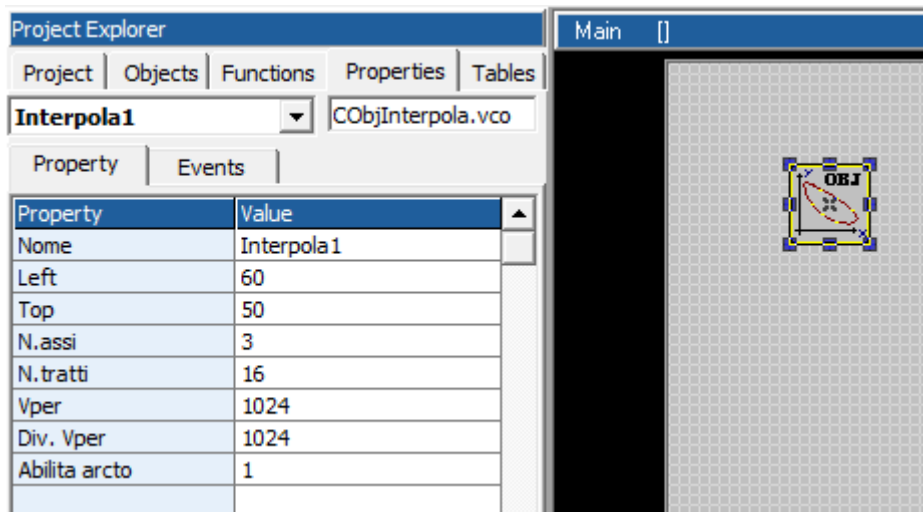 Project Explorer
Main []
Project Objects Functions Properties Tables
Interpola1 CObjInterpola.vco
Property Events
Property Value
Nome Interpola1
Left 60
Top 50
N.assi 3
N.tratti 16
Vper 1024
Div. Vper 1024
Abilita arcto 1
Y OBJ
X